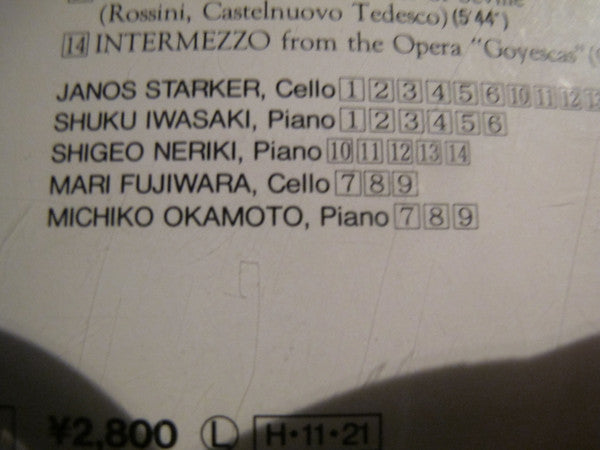 (Rossini, Castelnuovo Tedesco) (5'44")
14 INTERMEZZO from the Opera "Goyescas" (
JANOS STARKER, Cello 1 2 3 4 5 6 10 11 12
SHUKU IWASAKI, Piano 1 2 3 4 5 6
SHIGEO NERIKI, Piano 10 11 12 13 14
MARI FUJIWARA, Cello 7 8 9
MICHIKO OKAMOTO, Piano 7 8 9
¥2,800 Ⓛ H·11·21